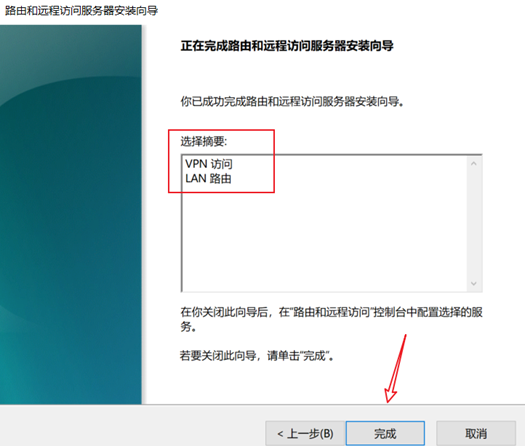 路由和远程访问服务器安装向导
正在完成路由和远程访问服务器安装向导
你已成功完成路由和远程访问服务器安装向导。
选择摘要:
VPN 访问
LAN 路由
在你关闭此向导后，在“路由和远程访问”控制台中配置选择的服
务。
若要关闭此向导，请单击“完成”。
< 上一步(B)
完成
取消